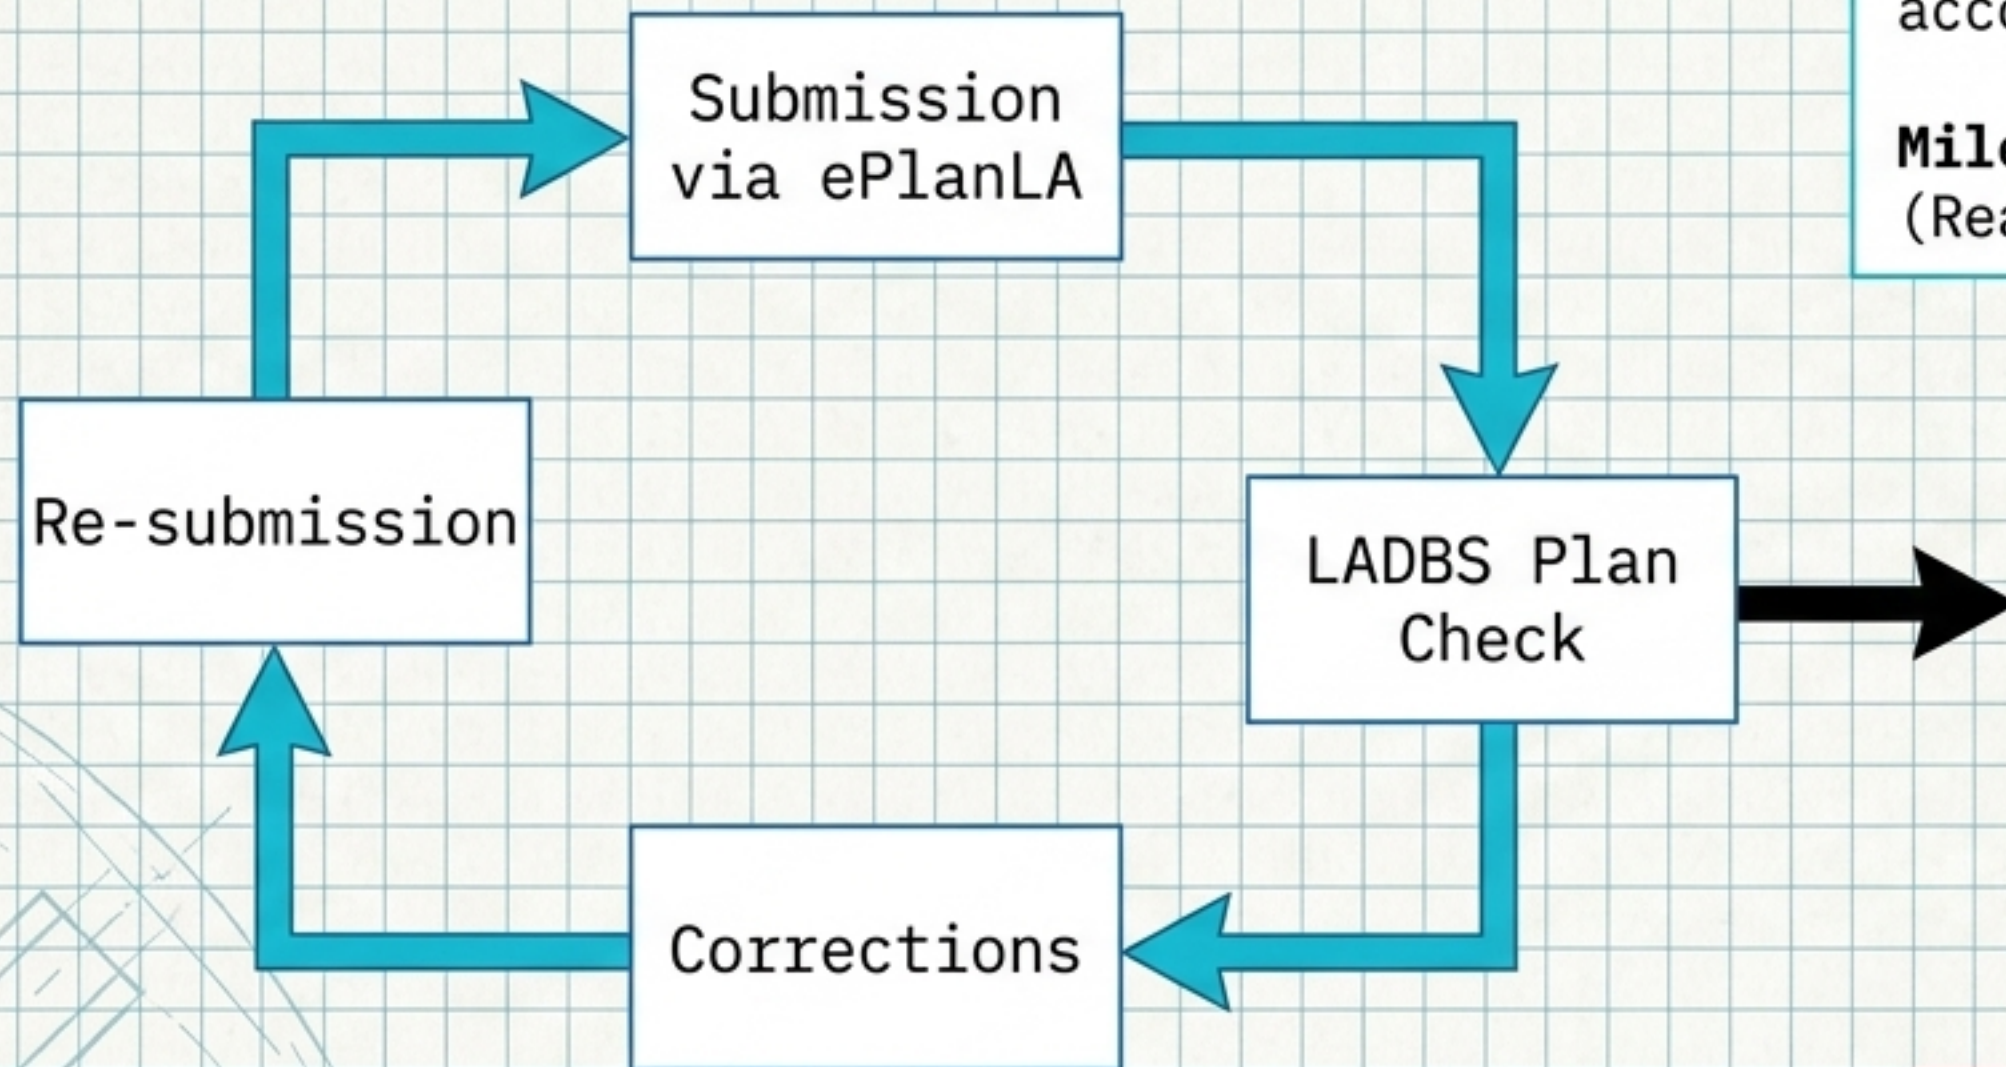 Submission
via ePlanLA
Re-submission
LADBS Plan
Check
Corrections